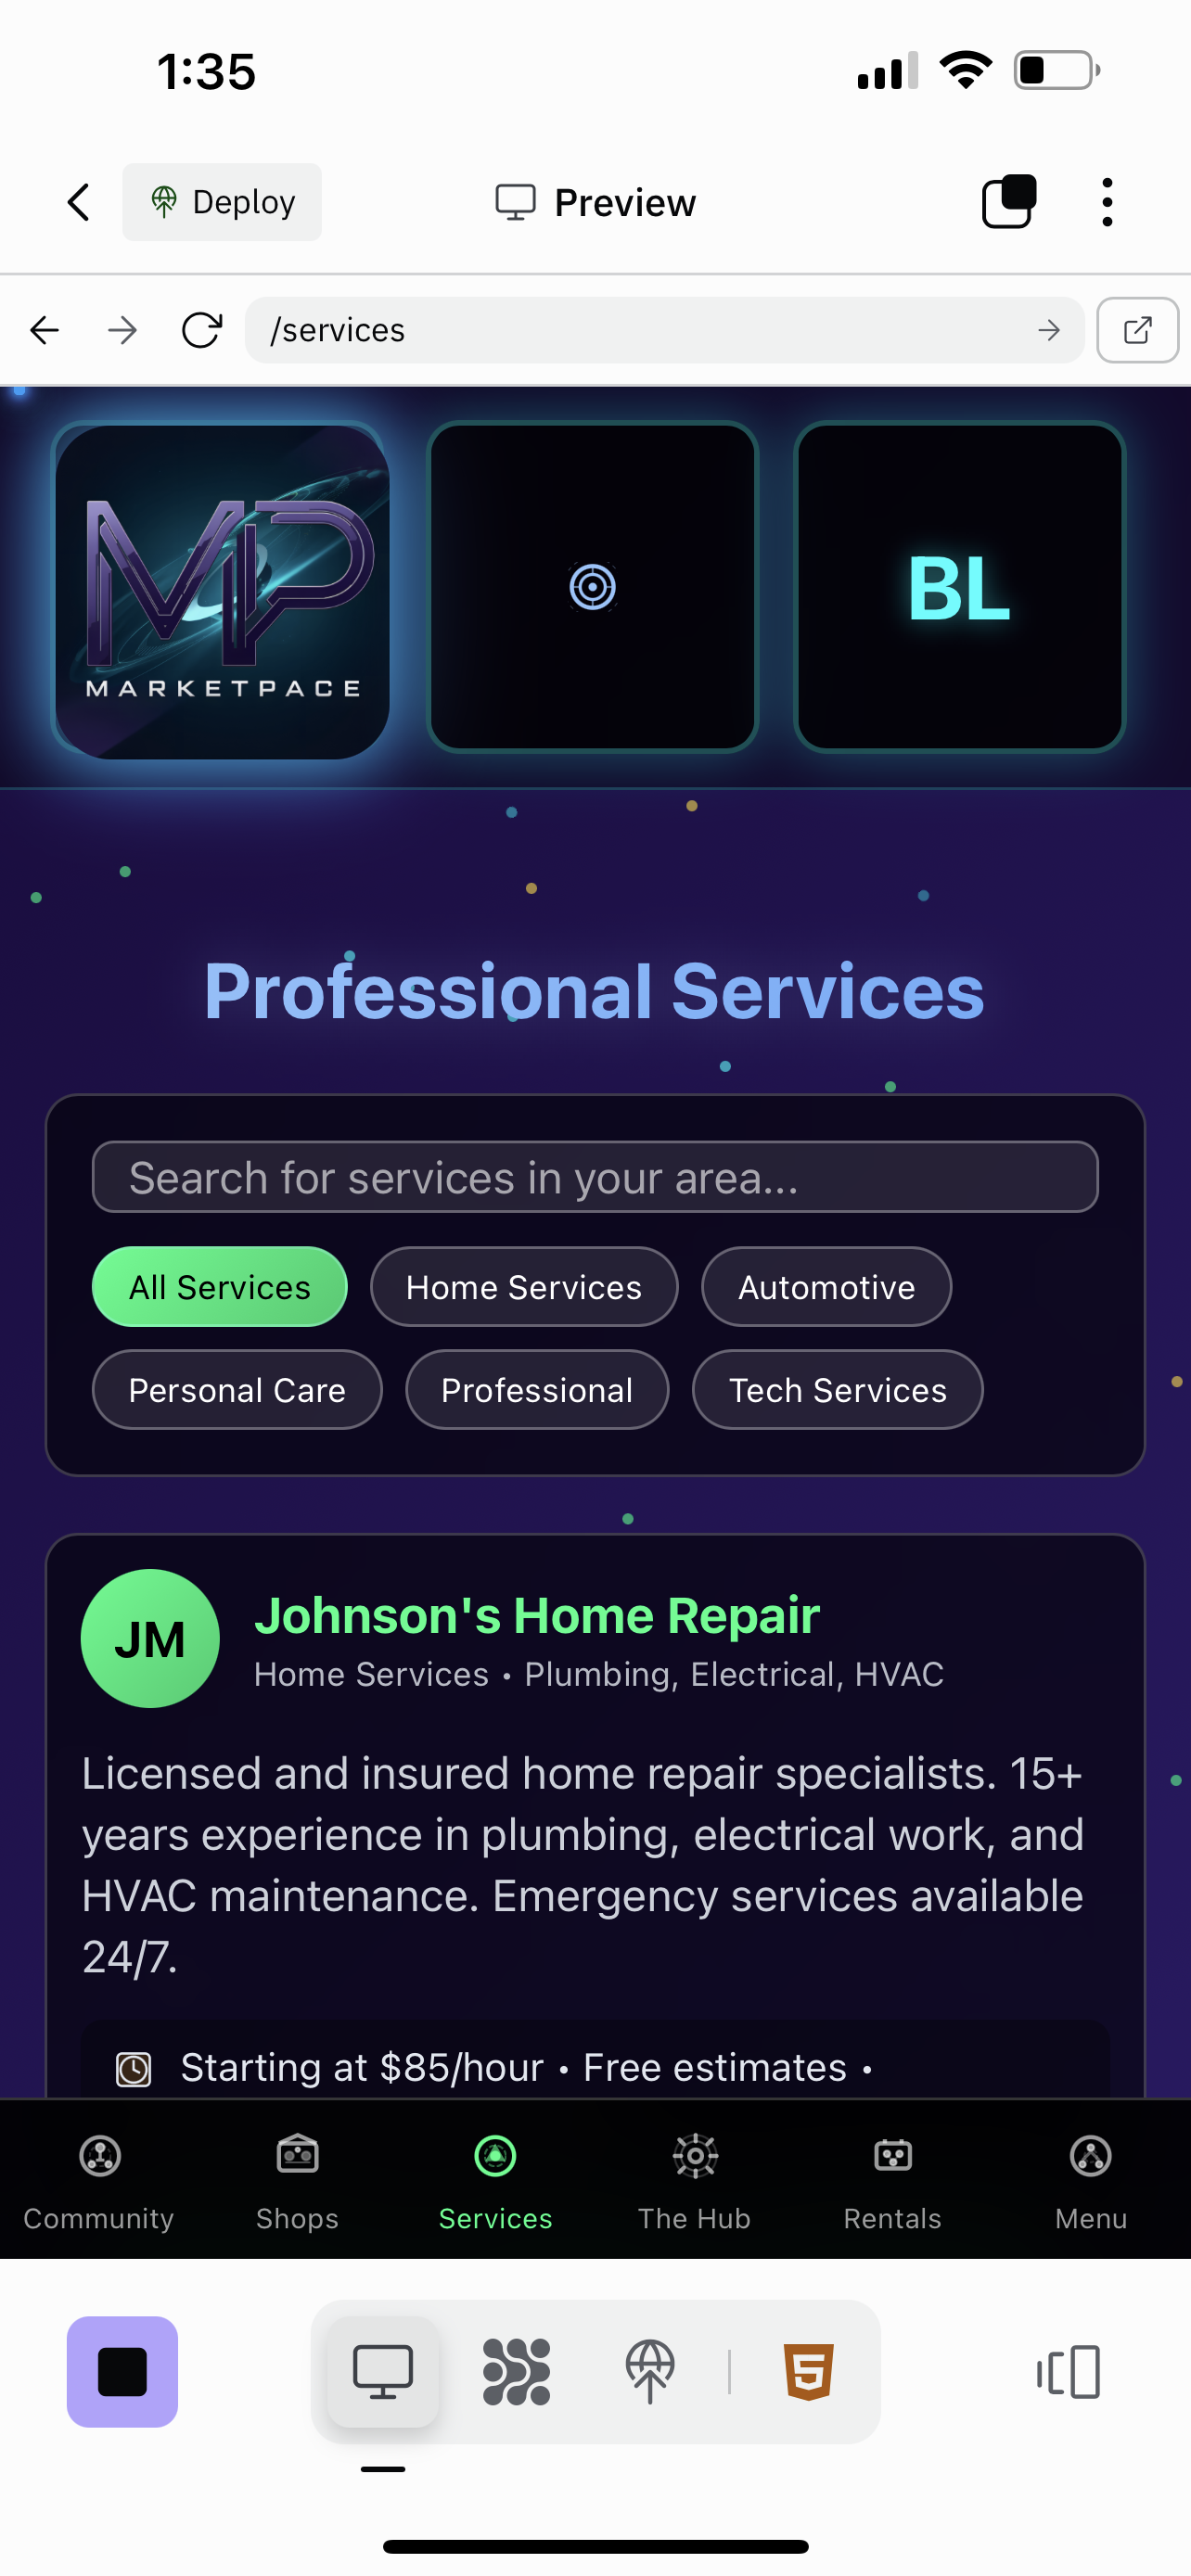 1:35
Deploy
Preview
/services
MP
MARKETPACE
BL
Professional Services
Search for services in your area...
All Services
Home Services
Automotive
Personal Care
Professional
Tech Services
JM
Johnson's Home Repair
Home Services • Plumbing, Electrical, HVAC
Licensed and insured home repair specialists. 15+
years experience in plumbing, electrical work, and
HVAC maintenance. Emergency services available
24/7.
Starting at $85/hour • Free estimates •
Community
Shops
Services
The Hub
Rentals
Menu
5